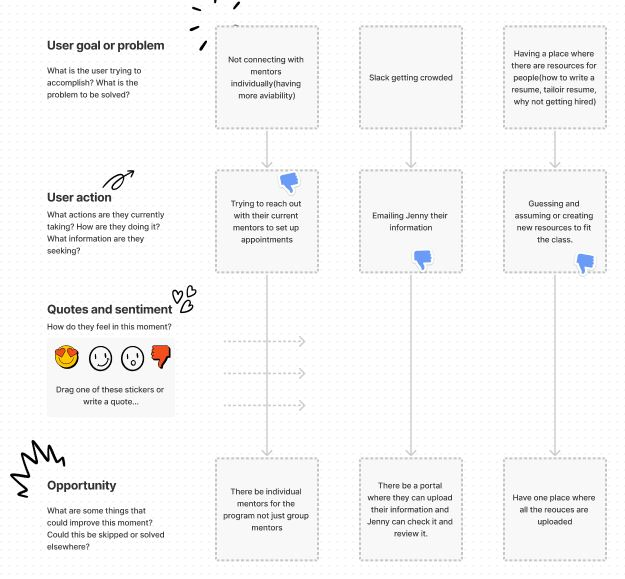 User goal or problem
What is the user trying to
accomplish? What is the
problem to be solved?
Not connecting with
mentors
individually(having
more aviability)
Slack getting crowded
Having a place where
there are resources for
people(how to write a
resume, tailoir resume,
why not getting hired)
User action
What actions are they currently
taking? How are they doing it?
What information are they
seeking?
Trying to reach out
with their current
mentors to set up
appointments
Emailing Jenny their
information
Guessing and
assuming or creating
new resources to fit
the class.
Quotes and sentiment
How do they feel in this moment?
Drag one of these stickers or
write a quote...
Opportunity
What are some things that
could improve this moment?
Could this be skipped or solved
elsewhere?
There be individual
mentors for the
program not just group
mentors
There be a portal
where they can upload
their information and
Jenny can check it and
review it.
Have one place where
all the reouces are
uploaded